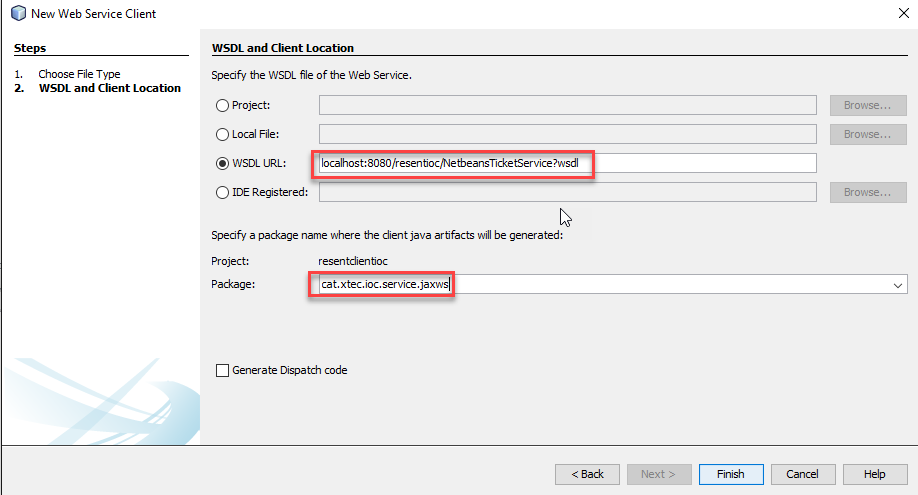 New Web Service Client
Steps
1. Choose File Type
2. WSDL and Client Location
WSDL and Client Location
Specify the WSDL file of the Web Service.
Project:
Browse...
Local File:
Browse...
WSDL URL: localhost:8080/resentioc/NetbeansTicketService?wsdl
IDE Registered:
Browse...
Specify a package name where the client java artifacts will be generated:
Project: resentclientioc
Package: cat.xtec.ioc.service.jaxws
Generate Dispatch code
< Back Next > Finish Cancel Help